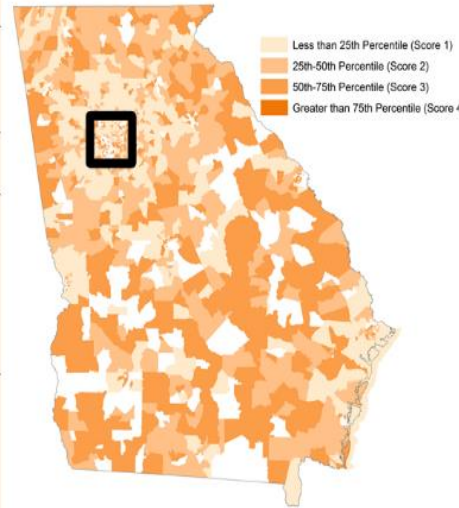 Less than 25th Percentile (Score 1)
25th-50th Percentile (Score 2)
50th-75th Percentile (Score 3)
Greater than 75th Percentile (Score 4